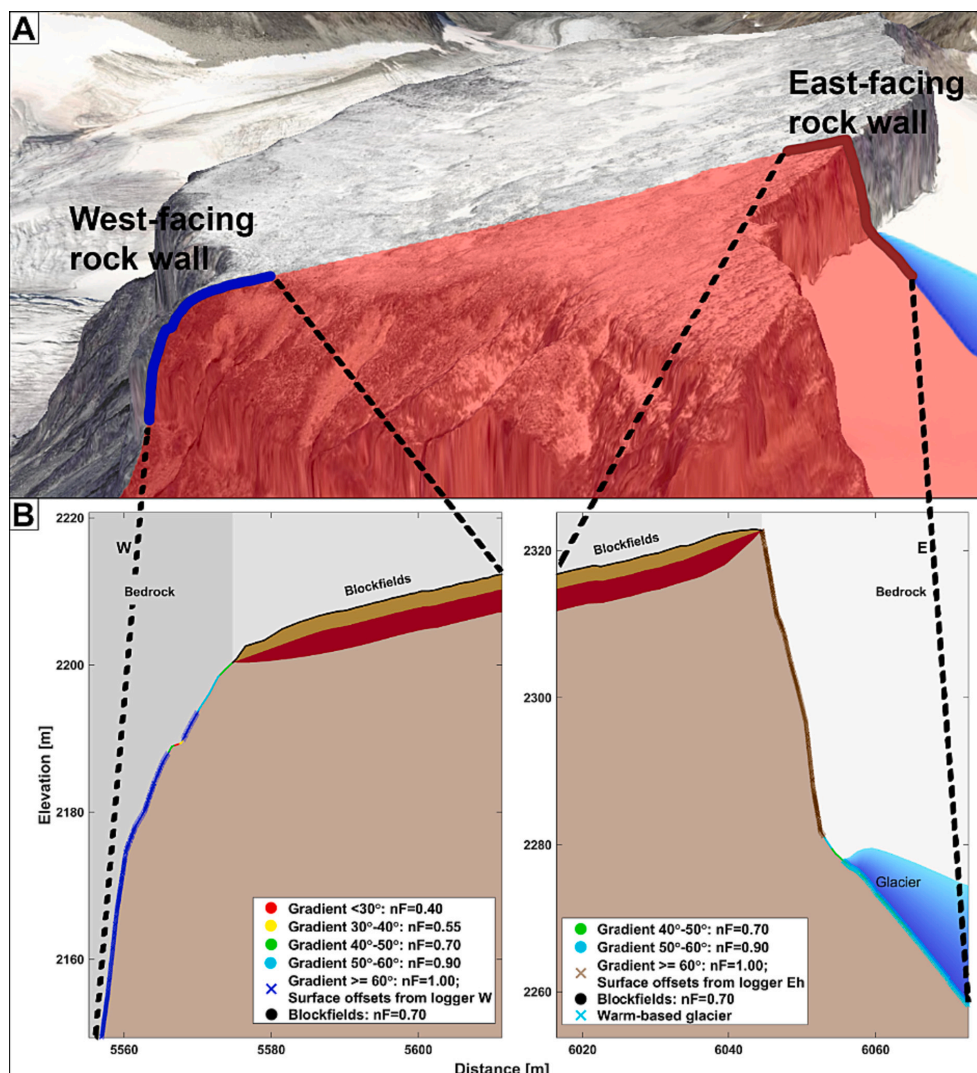 A
East-facing
rock wall
West-facing
rock wall
B
2220
W
Bedrock
Blockfields
2200
Elevation [m]
2180
2160
Gradient <30°: nF=0.40
Gradient 30°-40°: nF=0.55
Gradient 40°-50°: nF=0.70
Gradient 50°-60°: nF=0.90
Gradient >= 60°: nF=1.00;
Surface offsets from logger W
Blockfields: nF=0.70
5560
5580
5600
2320
Blockfields
E
Bedrock
2300
2280
Glacier
2260
Gradient 40°-50°: nF=0.70
Gradient 50°-60°: nF=0.90
Gradient >= 60°: nF=1.00;
Surface offsets from logger Eh
Blockfields: nF=0.70
Warm-based glacier
6020
6040
6060
Distance [m]